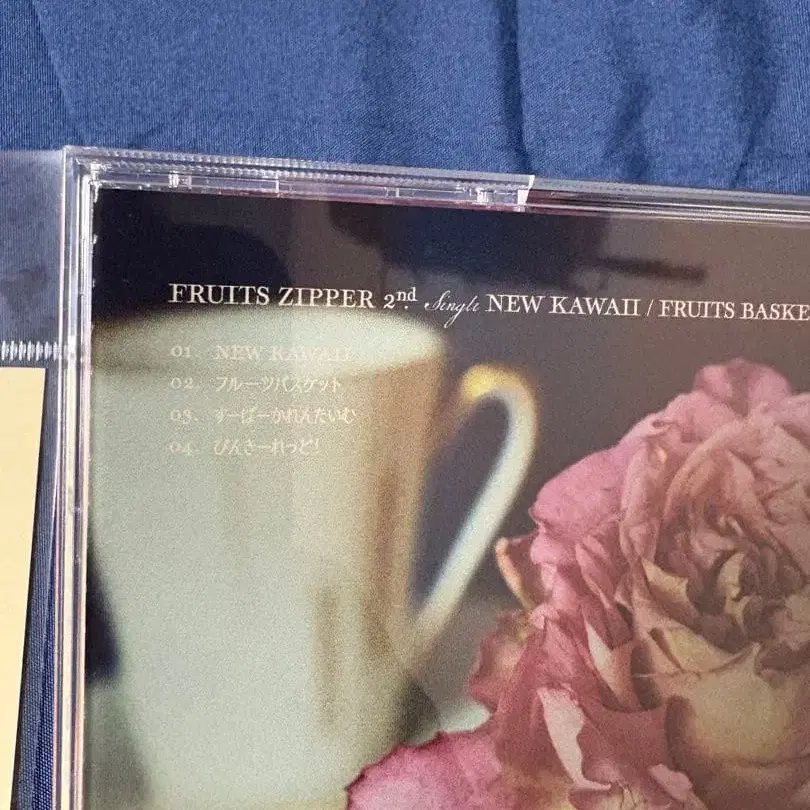 FRUITS ZIPPER 2nd Single NEW KAWAII / FRUITS BASKE
01. NEW KAWAII
02. フルーツバスケット
03. すーぱーかれんたいむ
04. ぴんきーれっど!